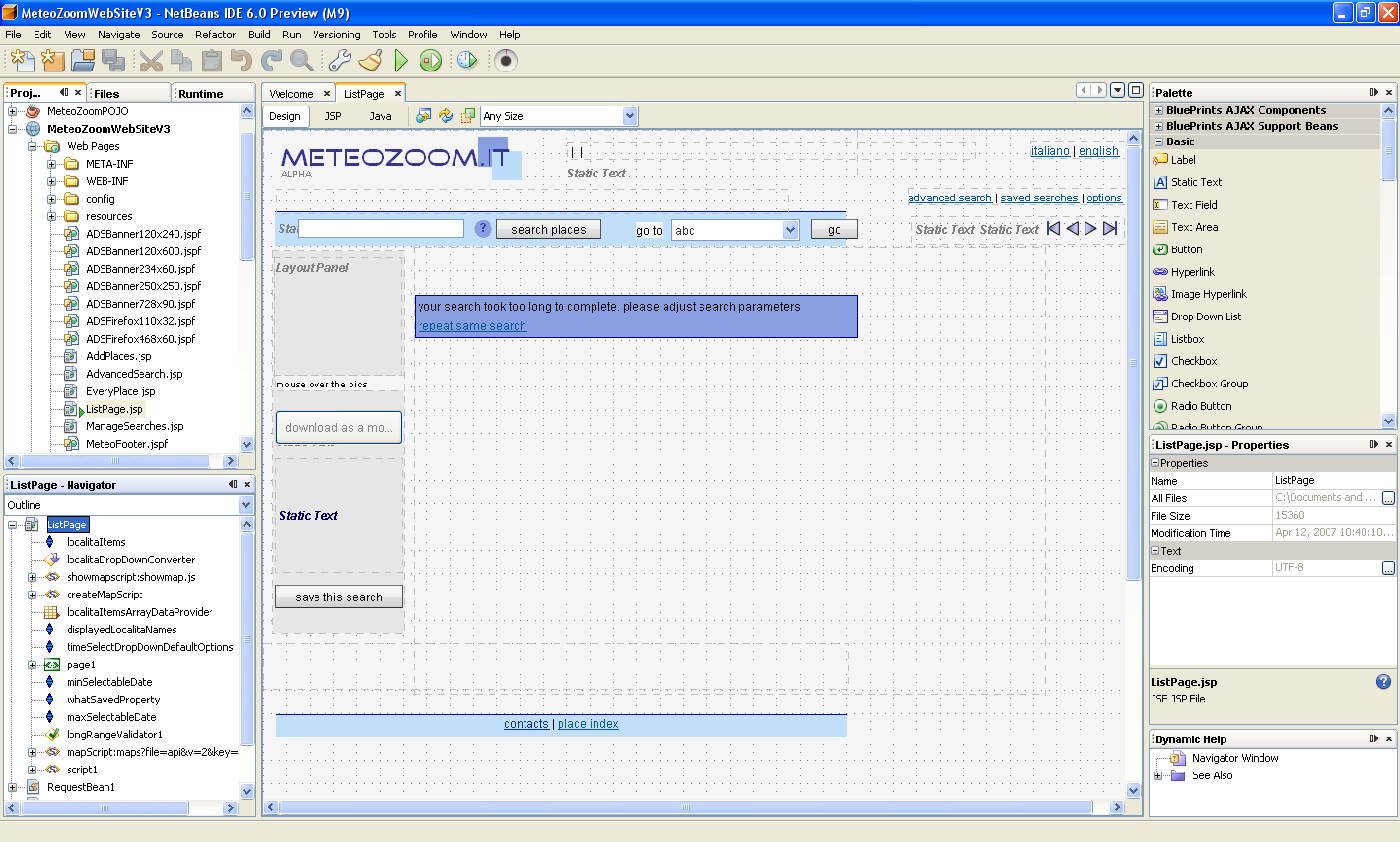 MeteoZoomWebSiteV3 - NetBeans IDE 6.0 Preview (M9)
File Edit View Navigate Source Refactor Build Run Versioning Tools Profile Window Help
Proj... Files Runtime
MeteoZoomPOJO
MeteoZoomWebSiteV3
Web Pages
META-INF
WEB-INF
config
resources
ADSBanner120x240.jspf
ADSBanner120x600.jspf
ADSBanner234x60.jspf
ADSBanner250x250.jspf
ADSBanner728x90.jspf
ADSFirefox110x32.jspf
ADSFirefox468x60.jspf
AddPlaces.jsp
AdvancedSearch.jsp
EveryPlace.jsp
ListPage.jsp
ManageSearches.jsp
MeteoFooter.jspf
ListPage - Navigator
Outline
ListPage
localitaItems
localitaDropDownConverter
showmapscript:showmap.js
createMapScript
localitaItemsArrayDataProvider
displayedLocalitaNames
timeSelectDropDownDefaultOptions
page1
minSelectableDate
whatSavedProperty
maxSelectableDate
longRangeValidator1
mapScript:maps?file=api&v=2&key=
script1
RequestBean1
Welcome ListPage
Design JSP Java Any Size
METEOZOOM.IT
ALPHA
| |
Static Text
italiano | english
advanced search | saved searches | options
Sta
? search places go to abc go
Static Text Static Text
LayoutPanel
your search took too long to complete. please adjust search parameters
repeat same search
mouse over the pics
download as a mo...
Static Text
save this search
contacts | place index
Palette
BluePrints AJAX Components
BluePrints AJAX Support Beans
Basic
Label
Static Text
Text Field
Text Area
Button
Hyperlink
Image Hyperlink
Drop Down List
Listbox
Checkbox
Checkbox Group
Radio Button
Radio Button Group
ListPage.jsp - Properties
Properties
Name ListPage
All Files C:\Documents and ... ...
File Size 15360
Modification Time Apr 12, 2007 10:40:10...
Text
Encoding UTF-8 ...
ListPage.jsp
JSF JSP File
Dynamic Help
Navigator Window
See Also